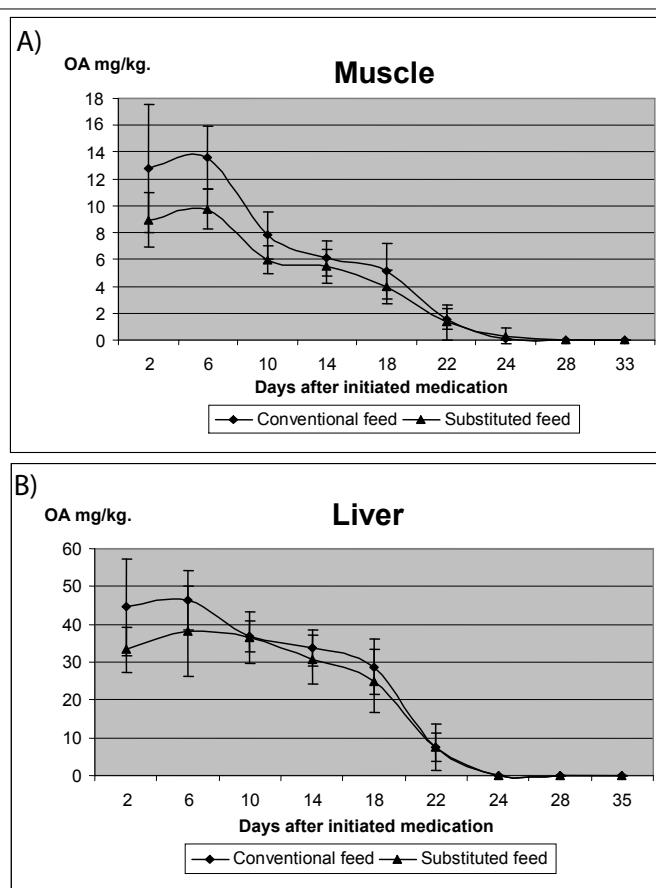 A)
OA mg/kg.
Muscle
18
16
14
12
10
8
6
4
2
0
2 6 10 14 18 22 24 28 33
Days after initiated medication
Conventional feed Substituted feed
B)
OA mg/kg.
Liver
60
50
40
30
20
10
0
2 6 10 14 18 22 24 28 35
Days after initiated medication
Conventional feed Substituted feed